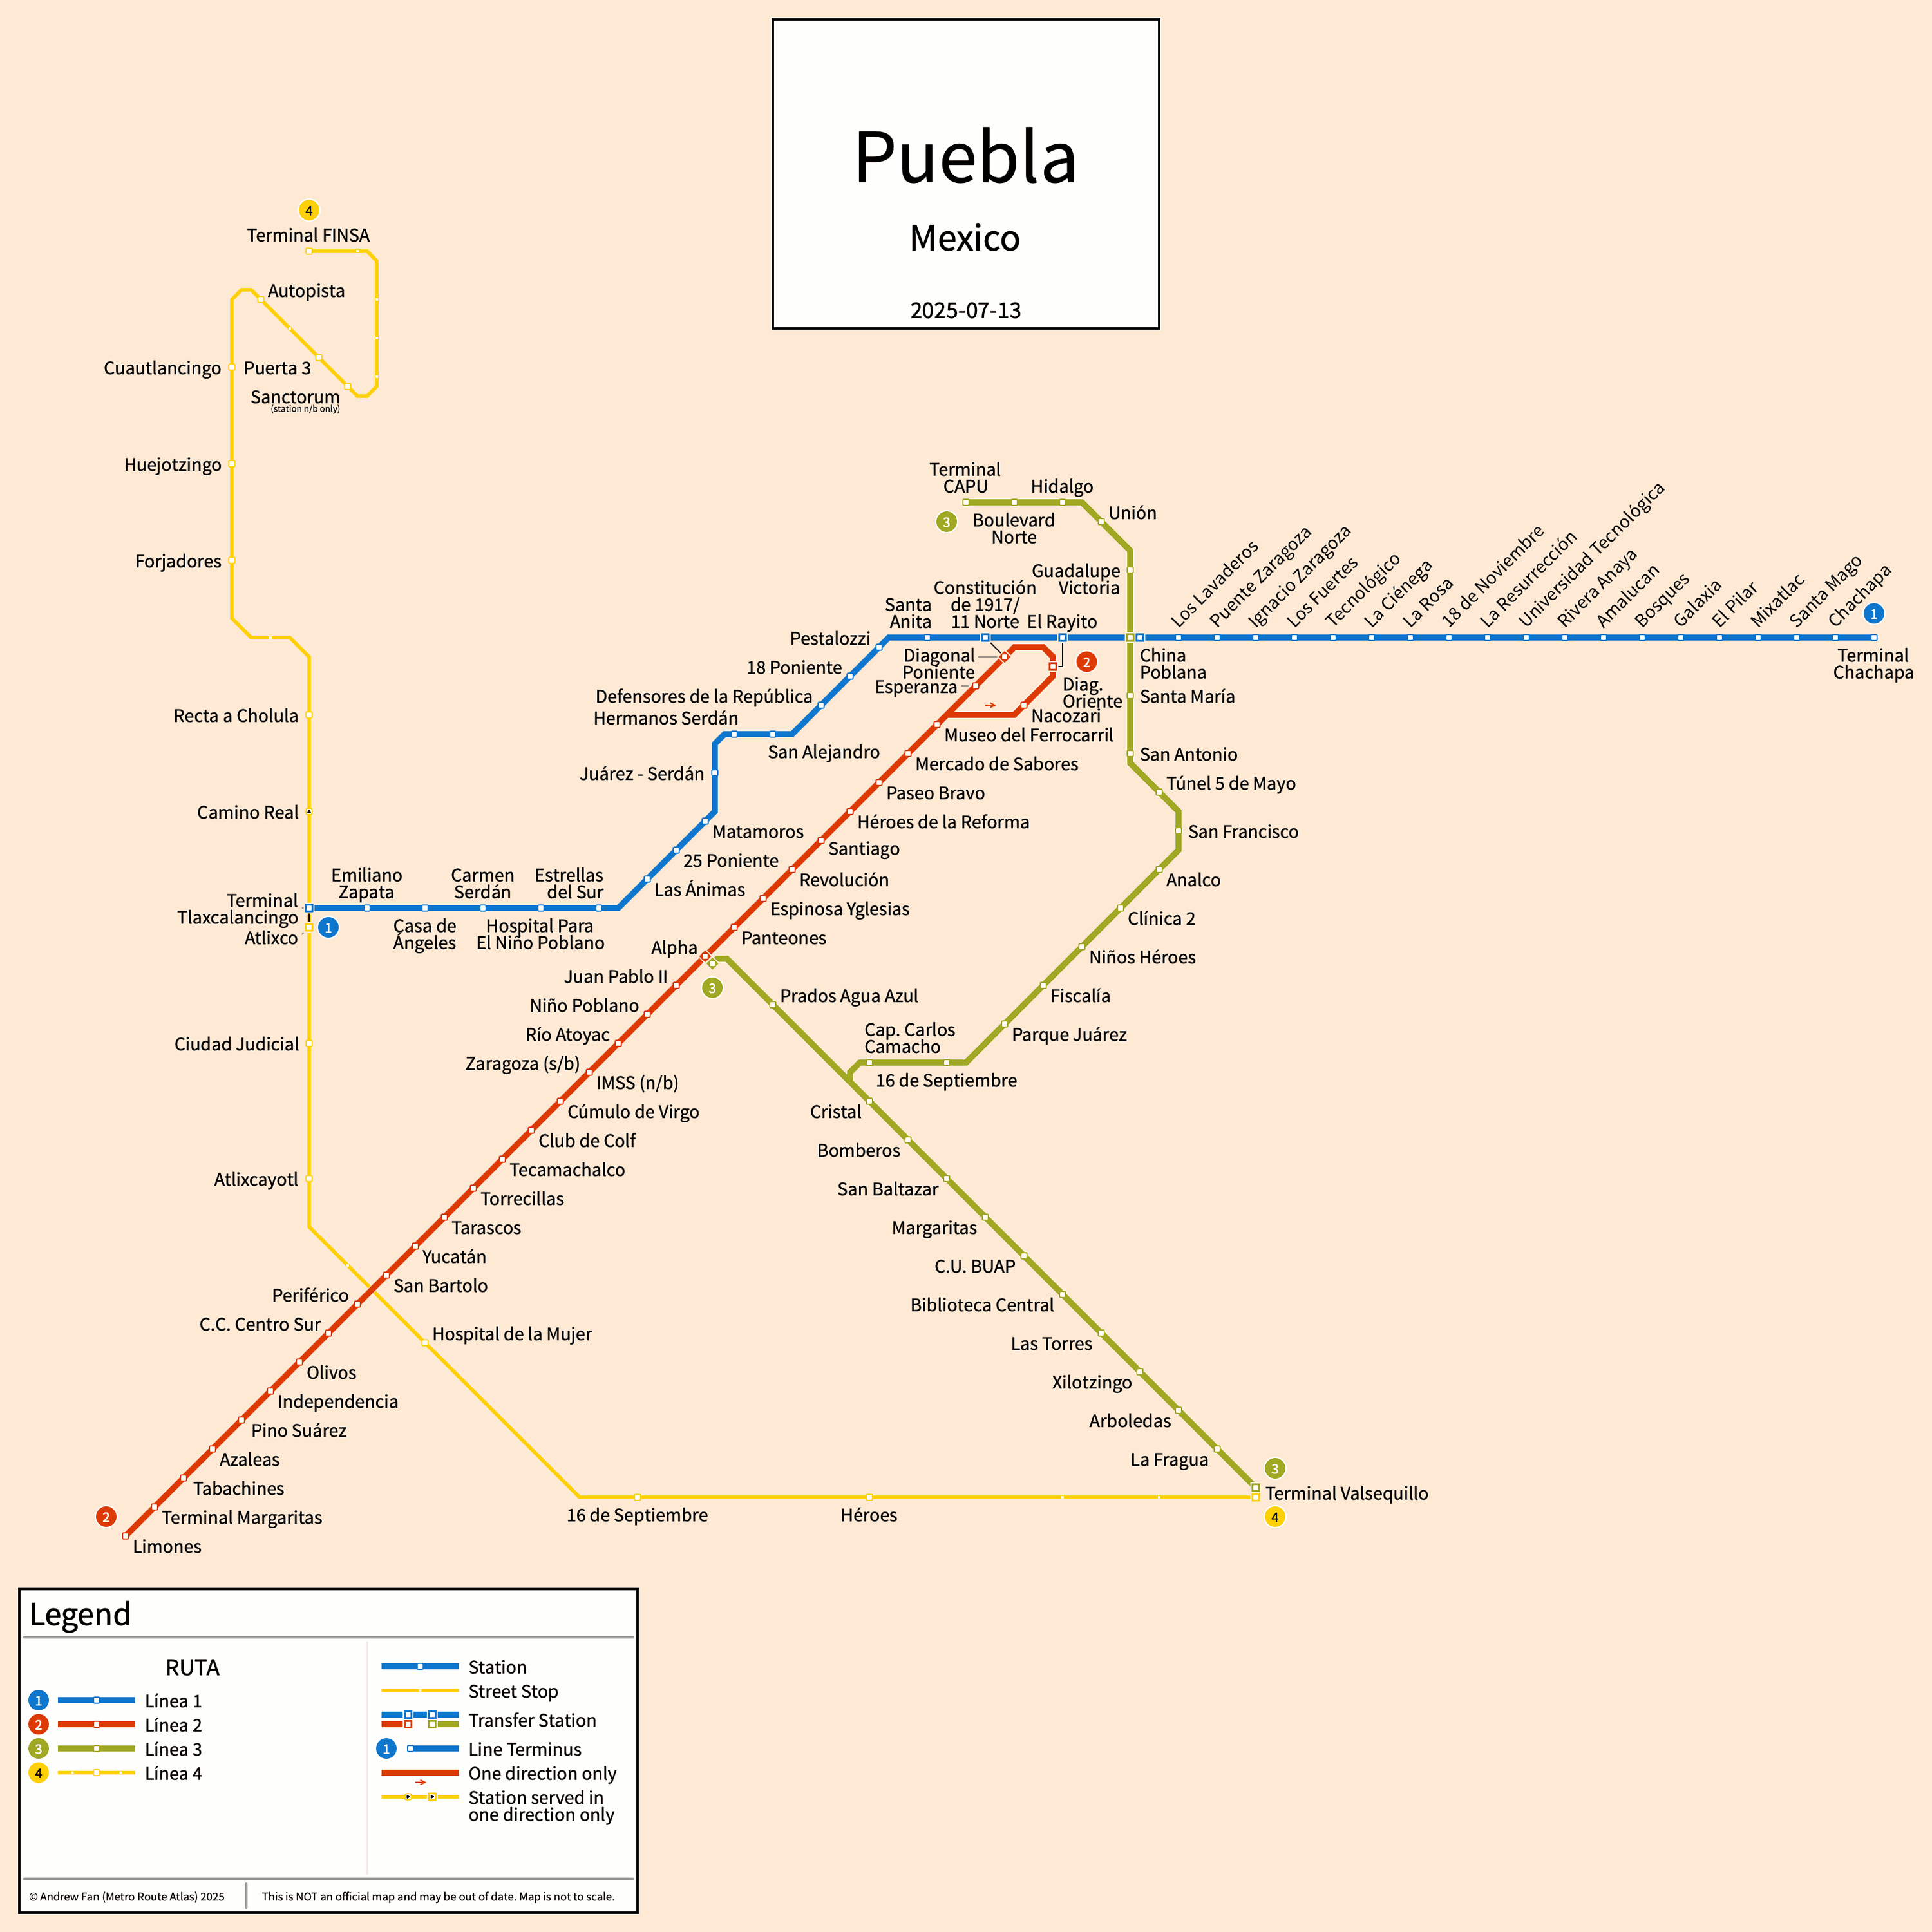 Puebla
Mexico
2025-07-13
4
Terminal FINSA
Autopista
Cuautlancingo
Puerta 3
Sanctorum
(station n/b only)
Huejotzingo
Forjadores
Recta a Cholula
Camino Real
Terminal
Tlaxcalancingo
Atlixco
1
Ciudad Judicial
Atlixcayotl
Hospital de la Mujer
16 de Septiembre
Héroes
Terminal Valsequillo
3
4
Emiliano
Zapata
Casa de
Ángeles
Carmen
Serdán
Hospital Para
El Niño Poblano
Estrellas
del Sur
Las Ánimas
25 Poniente
Matamoros
Juárez - Serdán
Hermanos Serdán
San Alejandro
Defensores de la República
18 Poniente
Pestalozzi
Santa
Anita
Constitución
de 1917/
11 Norte
El Rayito
China
Poblana
Los Lavaderos
Puente Zaragoza
Ignacio Zaragoza
Los Fuertes
Tecnológico
La Ciénega
La Rosa
18 de Noviembre
La Resurrección
Universidad Tecnológica
Rivera Anaya
Amalucan
Bosques
Galaxia
El Pilar
Mixatlac
Santa Mago
Chachapa
1
Terminal
Chachapa
Terminal
CAPU
3
Boulevard
Norte
Hidalgo
Unión
Guadalupe
Victoria
Santa María
San Antonio
Túnel 5 de Mayo
San Francisco
Analco
Clínica 2
Niños Héroes
Fiscalía
Parque Juárez
16 de Septiembre
Cap. Carlos
Camacho
Prados Agua Azul
3
Cristal
Bomberos
San Baltazar
Margaritas
C.U. BUAP
Biblioteca Central
Las Torres
Xilotzingo
Arboledas
La Fragua
Diagonal
Poniente
Esperanza
2
Diag.
Oriente
Nacozari
Museo del Ferrocarril
Mercado de Sabores
Paseo Bravo
Héroes de la Reforma
Santiago
Revolución
Espinosa Yglesias
Panteones
Alpha
Juan Pablo II
Niño Poblano
Río Atoyac
Zaragoza (s/b)
IMSS (n/b)
Cúmulo de Virgo
Club de Colf
Tecamachalco
Torrecillas
Tarascos
Yucatán
San Bartolo
Periférico
C.C. Centro Sur
Olivos
Independencia
Pino Suárez
Azaleas
Tabachines
Terminal Margaritas
2
Limones
Legend
RUTA
1 Línea 1
2 Línea 2
3 Línea 3
4 Línea 4
Station
Street Stop
Transfer Station
1 Line Terminus
One direction only
Station served in
one direction only
© Andrew Fan (Metro Route Atlas) 2025
This is NOT an official map and may be out of date. Map is not to scale.